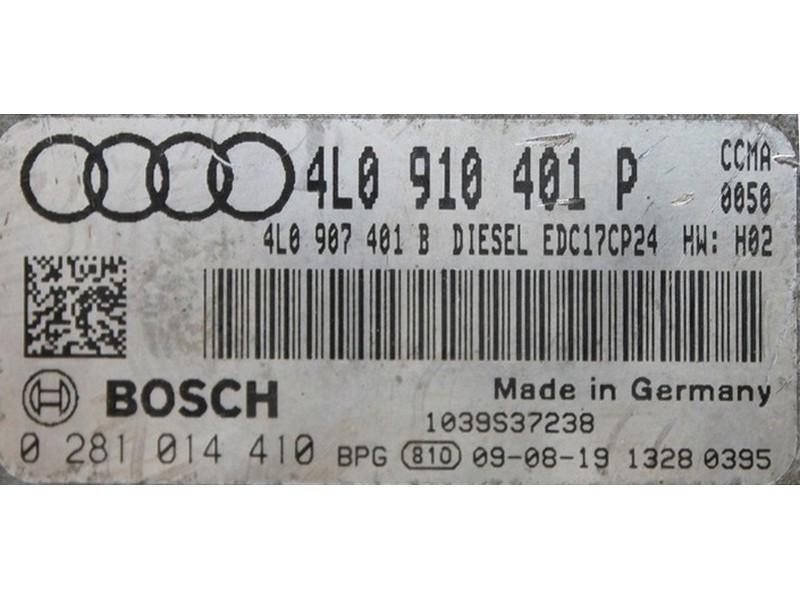 4L0 910 401 P CCMA
0050
4L0 907 401 B DIESEL EDC17CP24 HW: H02
BOSCH Made in Germany
1039S37238
0 281 014 410 BPG 810 09-08-19 1328 0395